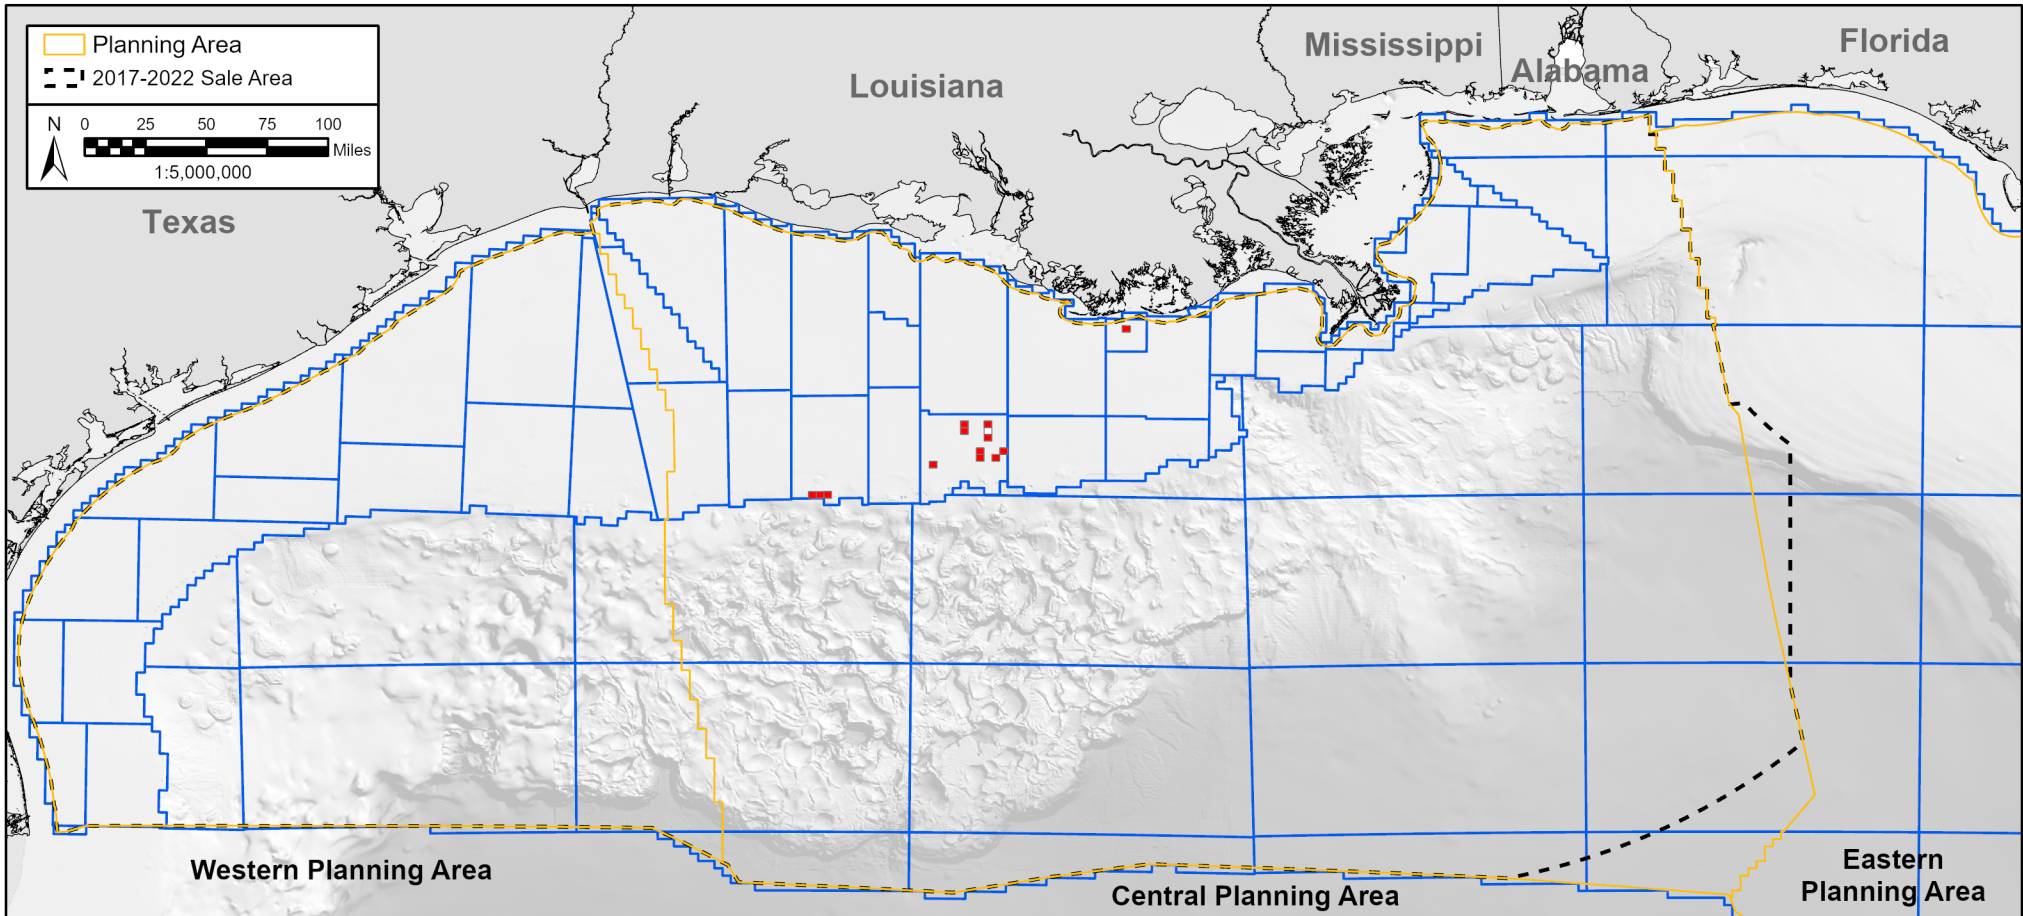 Planning Area
2017-2022 Sale Area
N 0 25 50 75 100
Miles
1:5,000,000
Texas
Louisiana
Mississippi
Alabama
Florida
Western Planning Area
Central Planning Area
Eastern
Planning Area